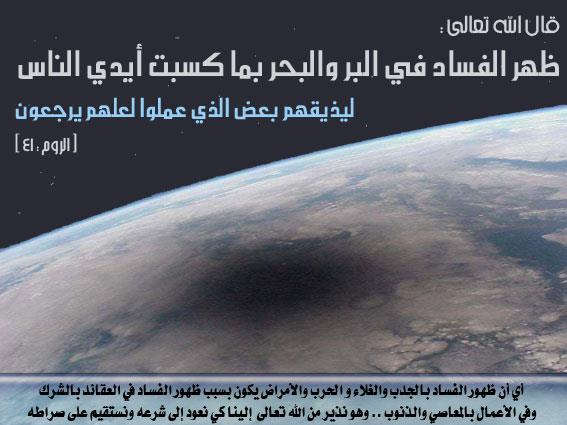 قال الله تعالى :
ظهر الفساد في البر والبحر بما كسبت أيدي الناس
ليذيقهم بعض الذي عملوا لعلهم يرجعون
[ الروم : ٤١ ]
أي أن ظهور الفساد بالجدب والغلاء و الحرب والأمراض يكون بسبب ظهور الفساد في العقائد بالشرك
وفي الأعمال بالمعاصي والذنوب .. وهو نذير من الله تعالى إلينا كي نعود إلى شرعه ونستقيم على صراطه